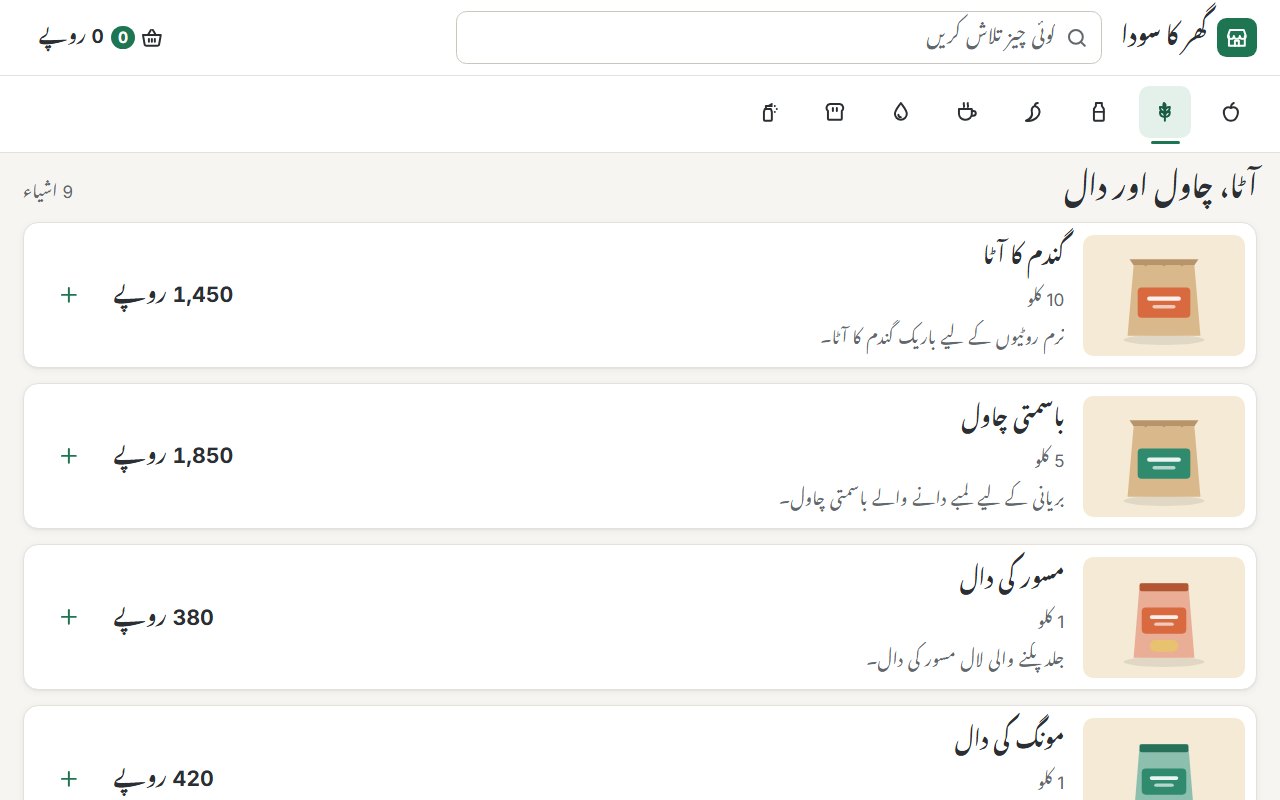 گھر کا سودا
کوئی چیز تلاش کریں
0
0 روپے
آٹا، چاول اور دال
9 اشیاء
گندم کا آٹا
10 کلو
نرم روٹیوں کے لیے باریک گندم کا آٹا۔
1,450 روپے
باسمتی چاول
5 کلو
بریانی کے لیے لمبے دانے والے باسمتی چاول۔
1,850 روپے
مسور کی دال
1 کلو
جلد پکنے والی لال مسور کی دال۔
380 روپے
مونگ کی دال
1 کلو
420 روپے